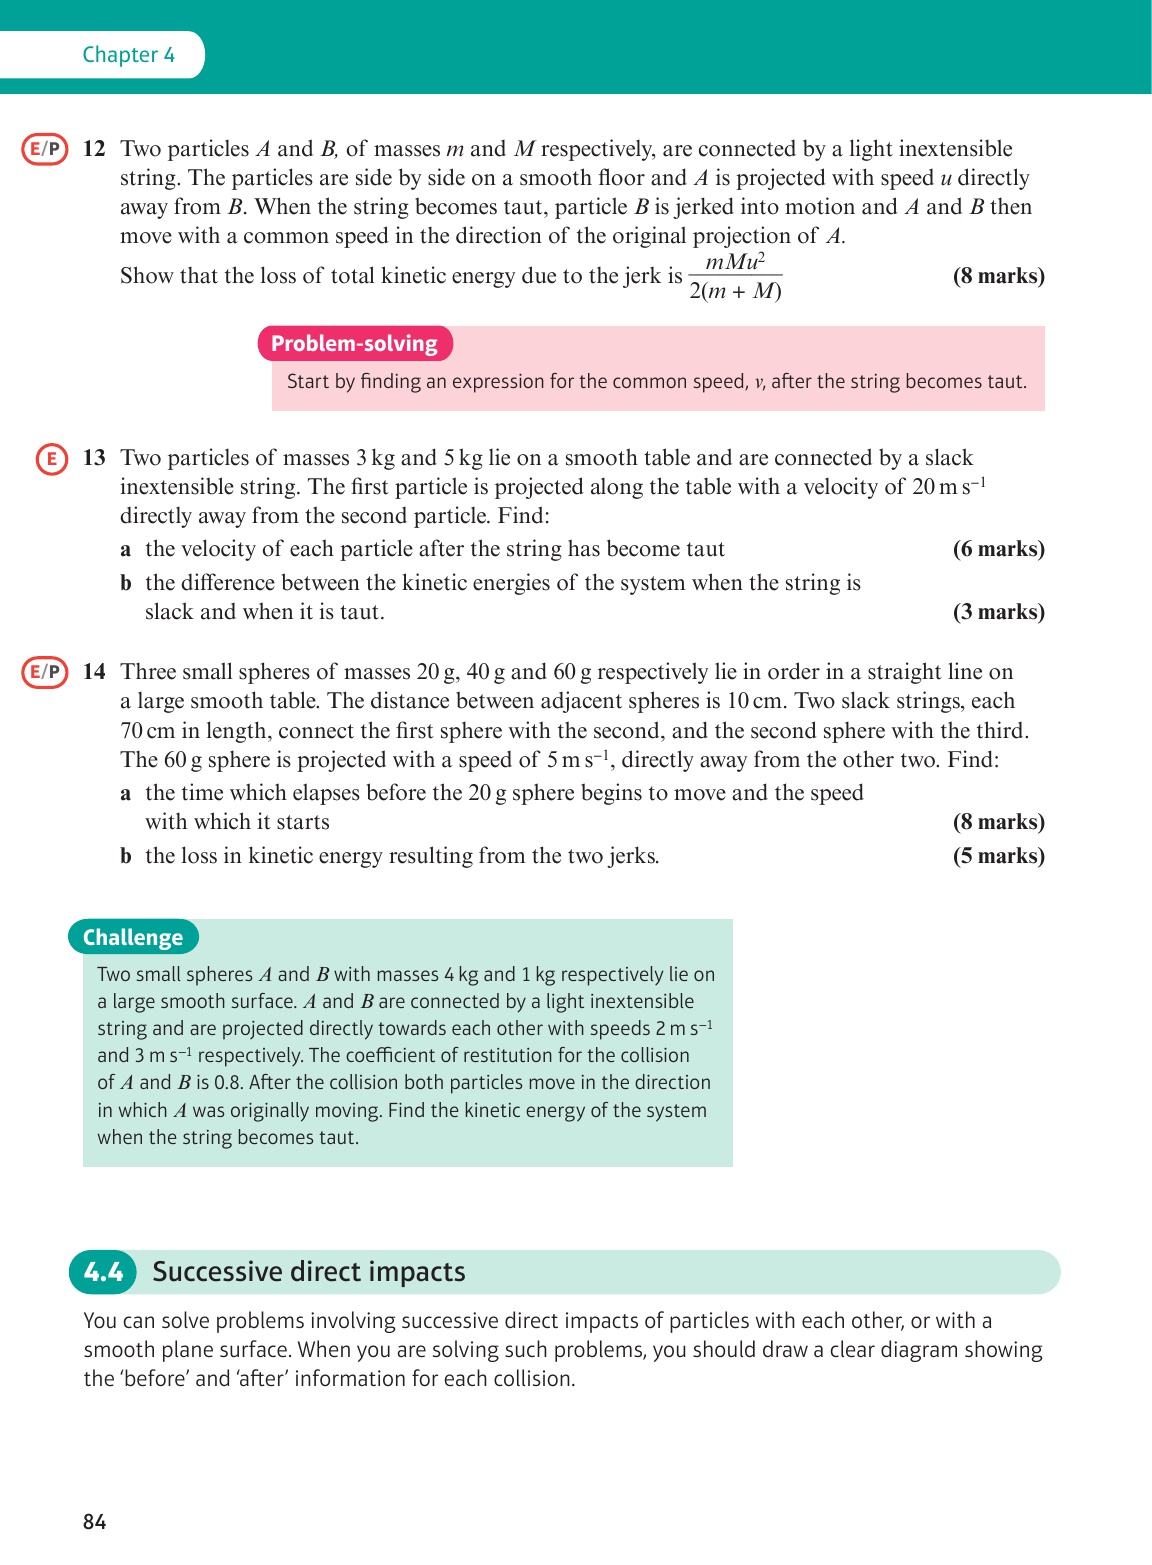 Chapter 4
E/P 12 Two particles A and B, of masses m and M respectively, are connected by a light inextensible
string. The particles are side by side on a smooth floor and A is projected with speed u directly
away from B. When the string becomes taut, particle B is jerked into motion and A and B then
move with a common speed in the direction of the original projection of A.
Show that the loss of total kinetic energy due to the jerk is mMu²/2(m + M) (8 marks)
Problem-solving
Start by finding an expression for the common speed, v, after the string becomes taut.
E 13 Two particles of masses 3 kg and 5 kg lie on a smooth table and are connected by a slack
inextensible string. The first particle is projected along the table with a velocity of 20 m s⁻¹
directly away from the second particle. Find:
a the velocity of each particle after the string has become taut (6 marks)
b the difference between the kinetic energies of the system when the string is
slack and when it is taut. (3 marks)
E/P 14 Three small spheres of masses 20 g, 40 g and 60 g respectively lie in order in a straight line on
a large smooth table. The distance between adjacent spheres is 10 cm. Two slack strings, each
70 cm in length, connect the first sphere with the second, and the second sphere with the third.
The 60 g sphere is projected with a speed of 5 m s⁻¹, directly away from the other two. Find:
a the time which elapses before the 20 g sphere begins to move and the speed
with which it starts (8 marks)
b the loss in kinetic energy resulting from the two jerks. (5 marks)
Challenge
Two small spheres A and B with masses 4 kg and 1 kg respectively lie on
a large smooth surface. A and B are connected by a light inextensible
string and are projected directly towards each other with speeds 2 m s⁻¹
and 3 m s⁻¹ respectively. The coefficient of restitution for the collision
of A and B is 0.8. After the collision both particles move in the direction
in which A was originally moving. Find the kinetic energy of the system
when the string becomes taut.
4.4 Successive direct impacts
You can solve problems involving successive direct impacts of particles with each other, or with a
smooth plane surface. When you are solving such problems, you should draw a clear diagram showing
the ‘before’ and ‘after’ information for each collision.
84